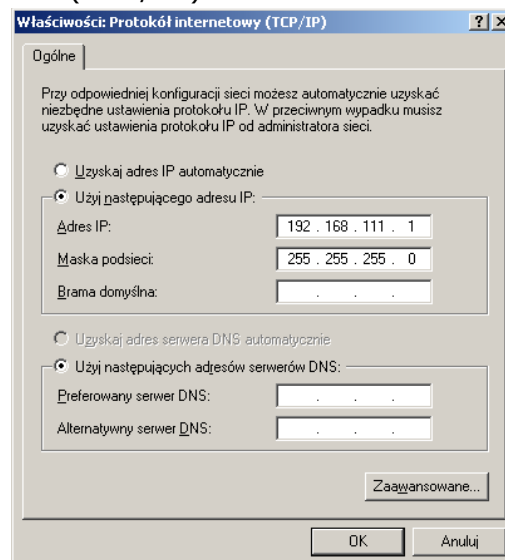 Właściwości: Protokół internetowy (TCP/IP)
Ogólne
Przy odpowiedniej konfiguracji sieci możesz automatycznie uzyskać
niezbędne ustawienia protokołu IP. W przeciwnym wypadku musisz
uzyskać ustawienia protokołu IP od administratora sieci.
Uzyskaj adres IP automatycznie
Użyj następującego adresu IP:
Adres IP: 192 . 168 . 111 . 1
Maska podsieci: 255 . 255 . 255 . 0
Brama domyślna: . . .
Uzyskaj adres serwera DNS automatycznie
Użyj następujących adresów serwerów DNS:
Preferowany serwer DNS: . . .
Alternatywny serwer DNS: . . .
Zaawansowane...
OK Anuluj